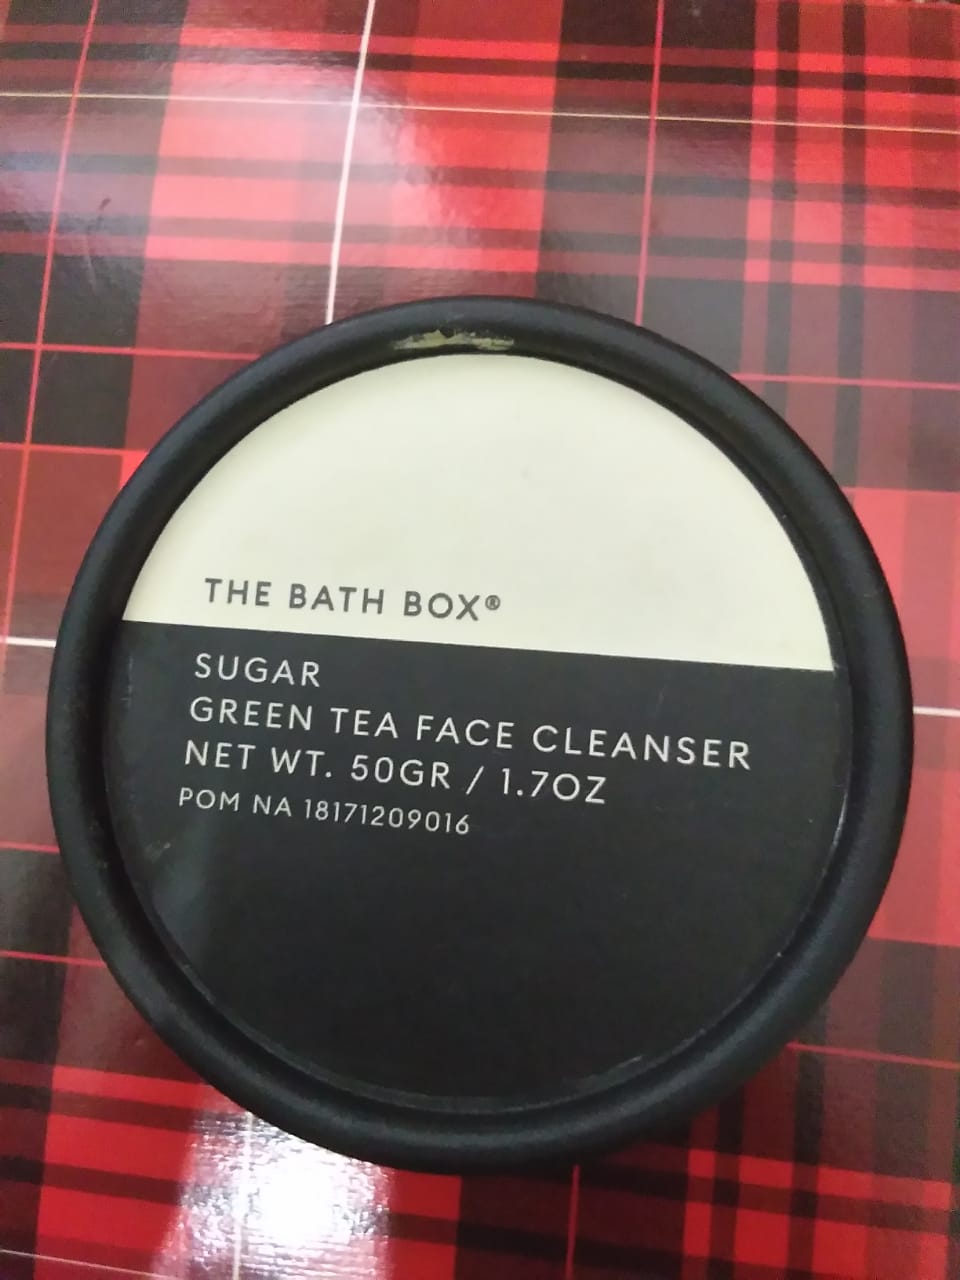 THE BATH BOX®
SUGAR
GREEN TEA FACE CLEANSER
NET WT. 50GR / 1.7OZ
POM NA 18171209016